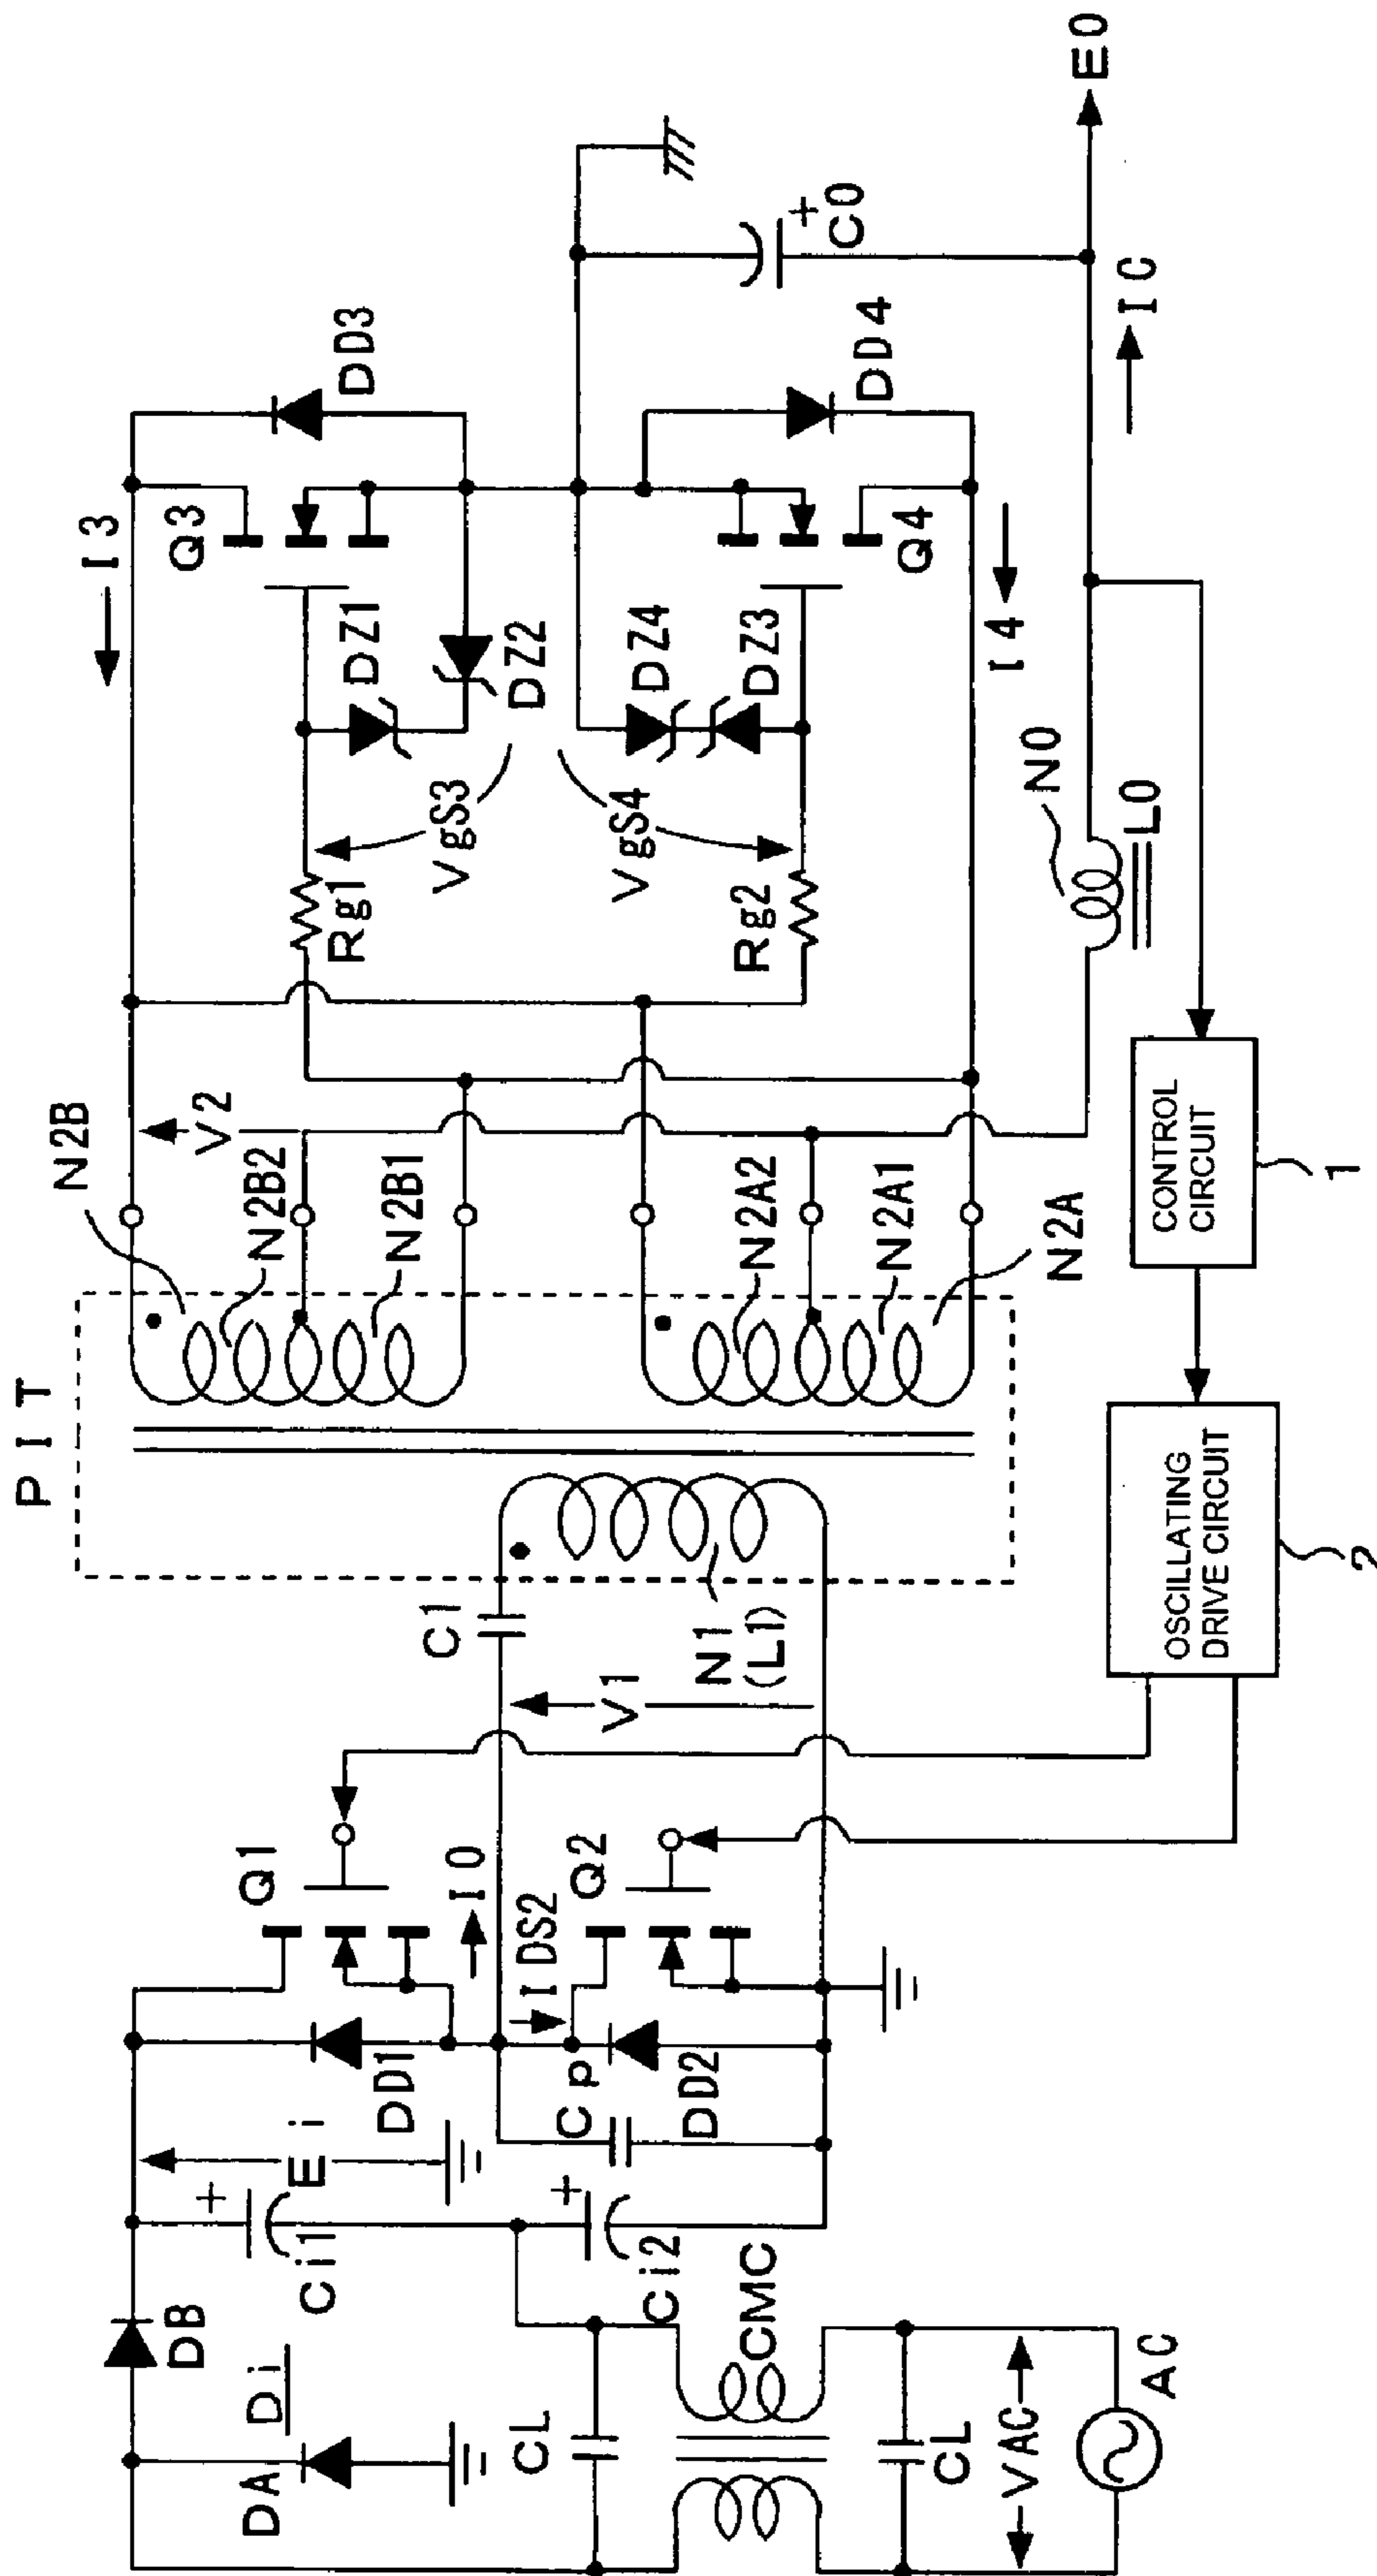 P I T
N2B
V2
N2B2
N2B1
N2A2
N2A1
N2A
I3
Q3
DD3
DZ1
DZ2
VgS3
Rg1
VgS4
Rg2
DZ4
DZ3
Q4
DD4
I4
C0
+
E0
IC
N0
L0
CONTROL
CIRCUIT
1
OSCILLATING
DRIVE CIRCUIT
2
C1
V1
N1
(L1)
Q1
I0
IDS2
Q2
DD1
Cp
DD2
Ei
+
Ci1
+
Ci2
DB
Di
DA
CL
CMC
CL
VAC
AC